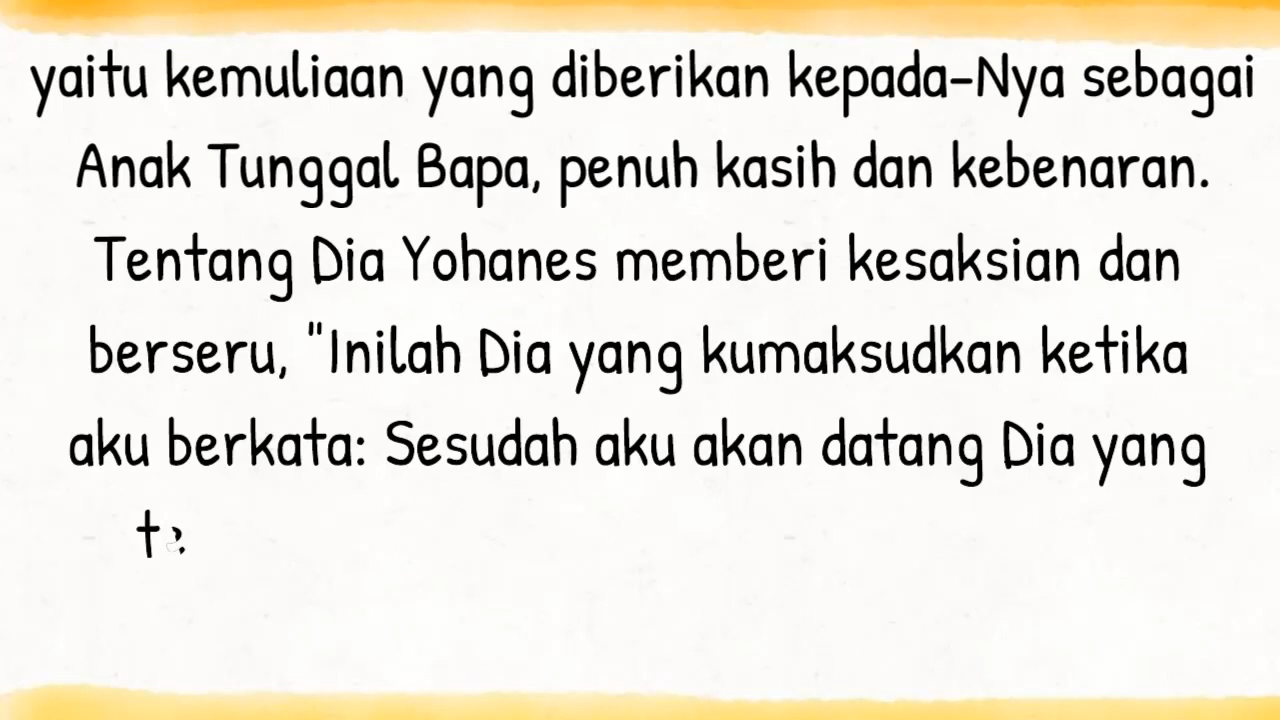 yaitu kemuliaan yang diberikan kepada-Nya sebagai
Anak Tunggal Bapa, penuh kasih dan kebenaran.
Tentang Dia Yohanes memberi kesaksian dan
berseru, "Inilah Dia yang kumaksudkan ketika
aku berkata: Sesudah aku akan datang Dia yang